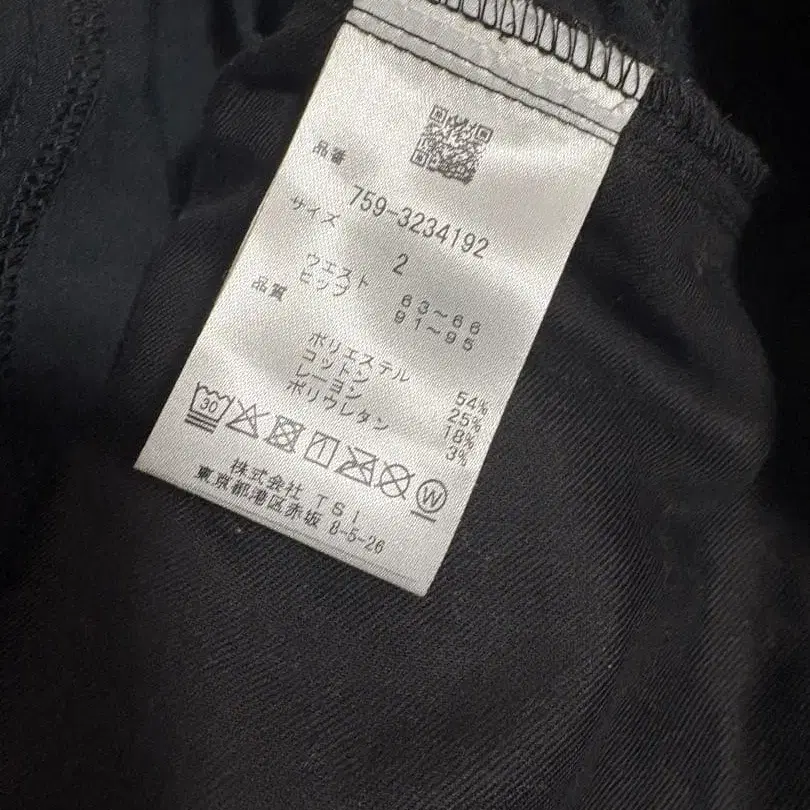 品番
759-3234192
サイズ
2
ウエスト 63~66
ヒップ 91~95
品質
ポリエステル 54%
コットン 25%
レーヨン 18%
ポリウレタン 3%
30
W
株式会社 TSI
東京都港区赤坂 8-5-26